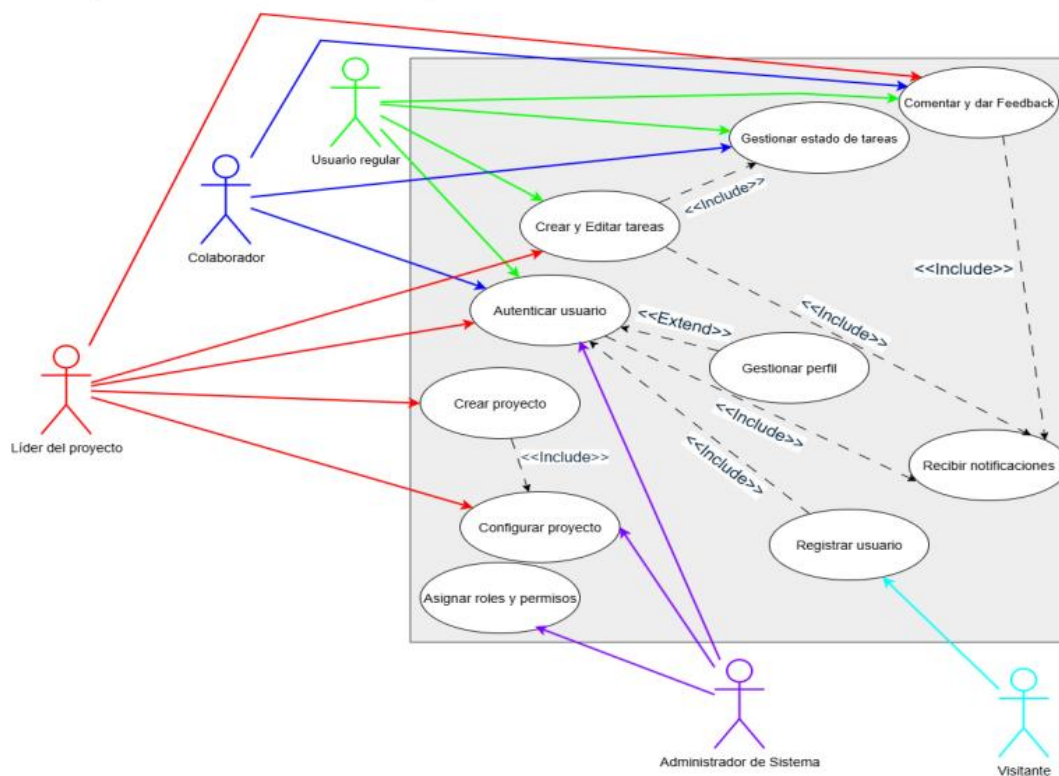 Comentar y dar Feedback
Gestionar estado de tareas
Usuario regular
<<Include>>
Crear y Editar tareas
Colaborador
<<Include>>
Autenticar usuario
<<Extend>>
<<Include>>
Gestionar perfil
Líder del proyecto
Crear proyecto
<<Include>>
<<Include>>
<<Include>>
Recibir notificaciones
Configurar proyecto
Registrar usuario
Asignar roles y permisos
Administrador de Sistema
Visitante